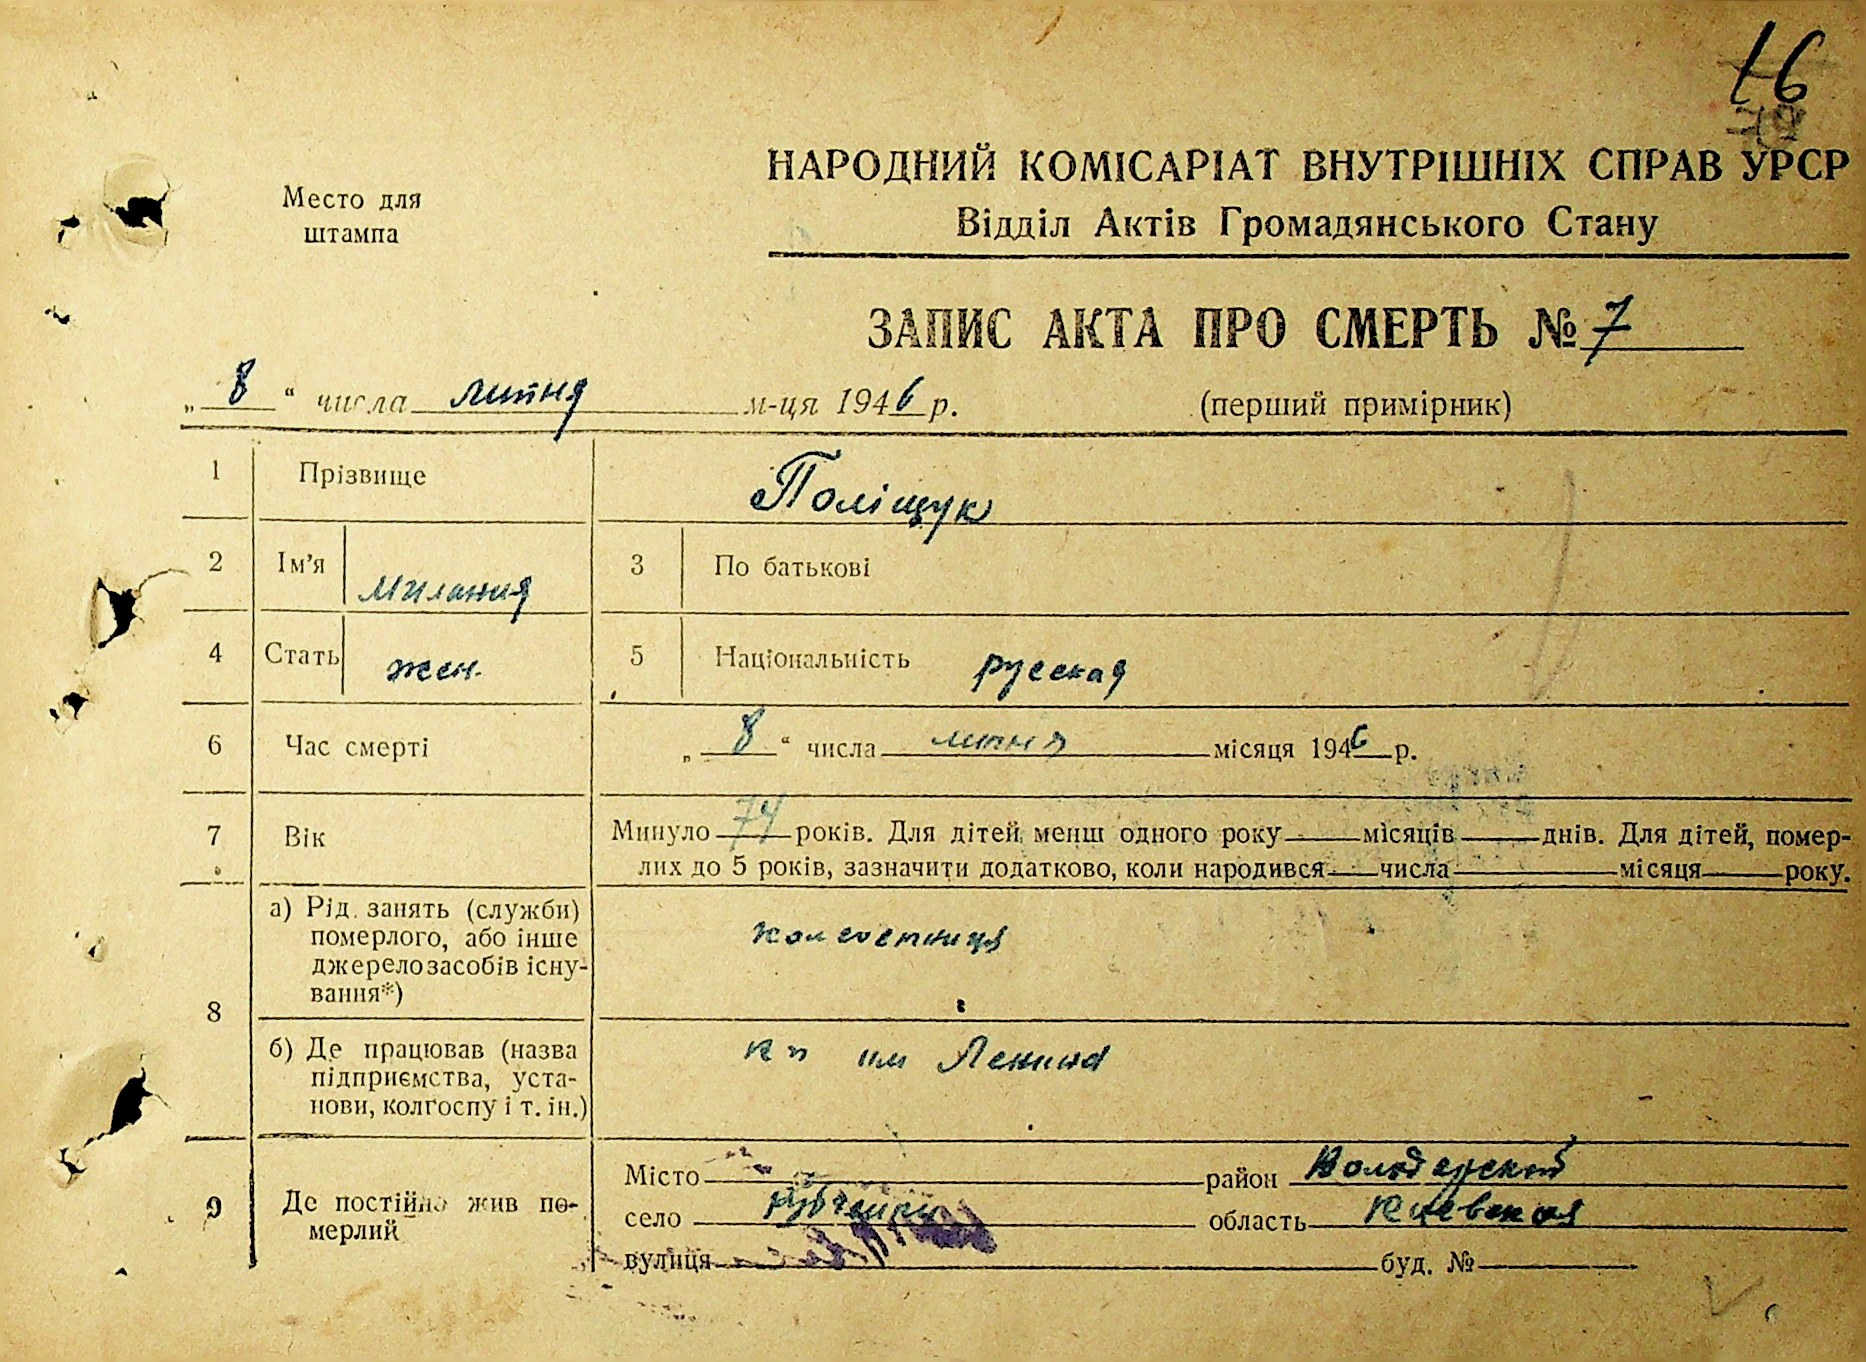 16
НАРОДНИЙ КОМІСАРІАТ ВНУТРІШНІХ СПРАВ УРСР
Место для штампа
Відділ Актів Громадянського Стану
ЗАПИС АКТА ПРО СМЕРТЬ № 7
„ 8 “ числа липня м-ця 1946 р. (перший примірник)
1 Прізвище Поліщук
2 Ім'я Милания 3 По батькові
4 Стать жен. 5 Національність русская
6 Час смерті „ 8 “ числа липня місяця 1946 р.
7 Вік Минуло 74 років. Для дітей менш одного року місяців днів. Для дітей, помер-
лих до 5 років, зазначити додатково, коли народився числа місяця року.
8 а) Рід занять (служби)
померлого, або інше
джерело засобів існу-
вання*)
колгоспниця
б) Де працював (назва
підприємства, уста-
нови, колгоспу і т. ін.)
им Ленина
9 Де постійно жив по-
мерлий
Місто район Володарский
село область Киевская
вулиця буд. №